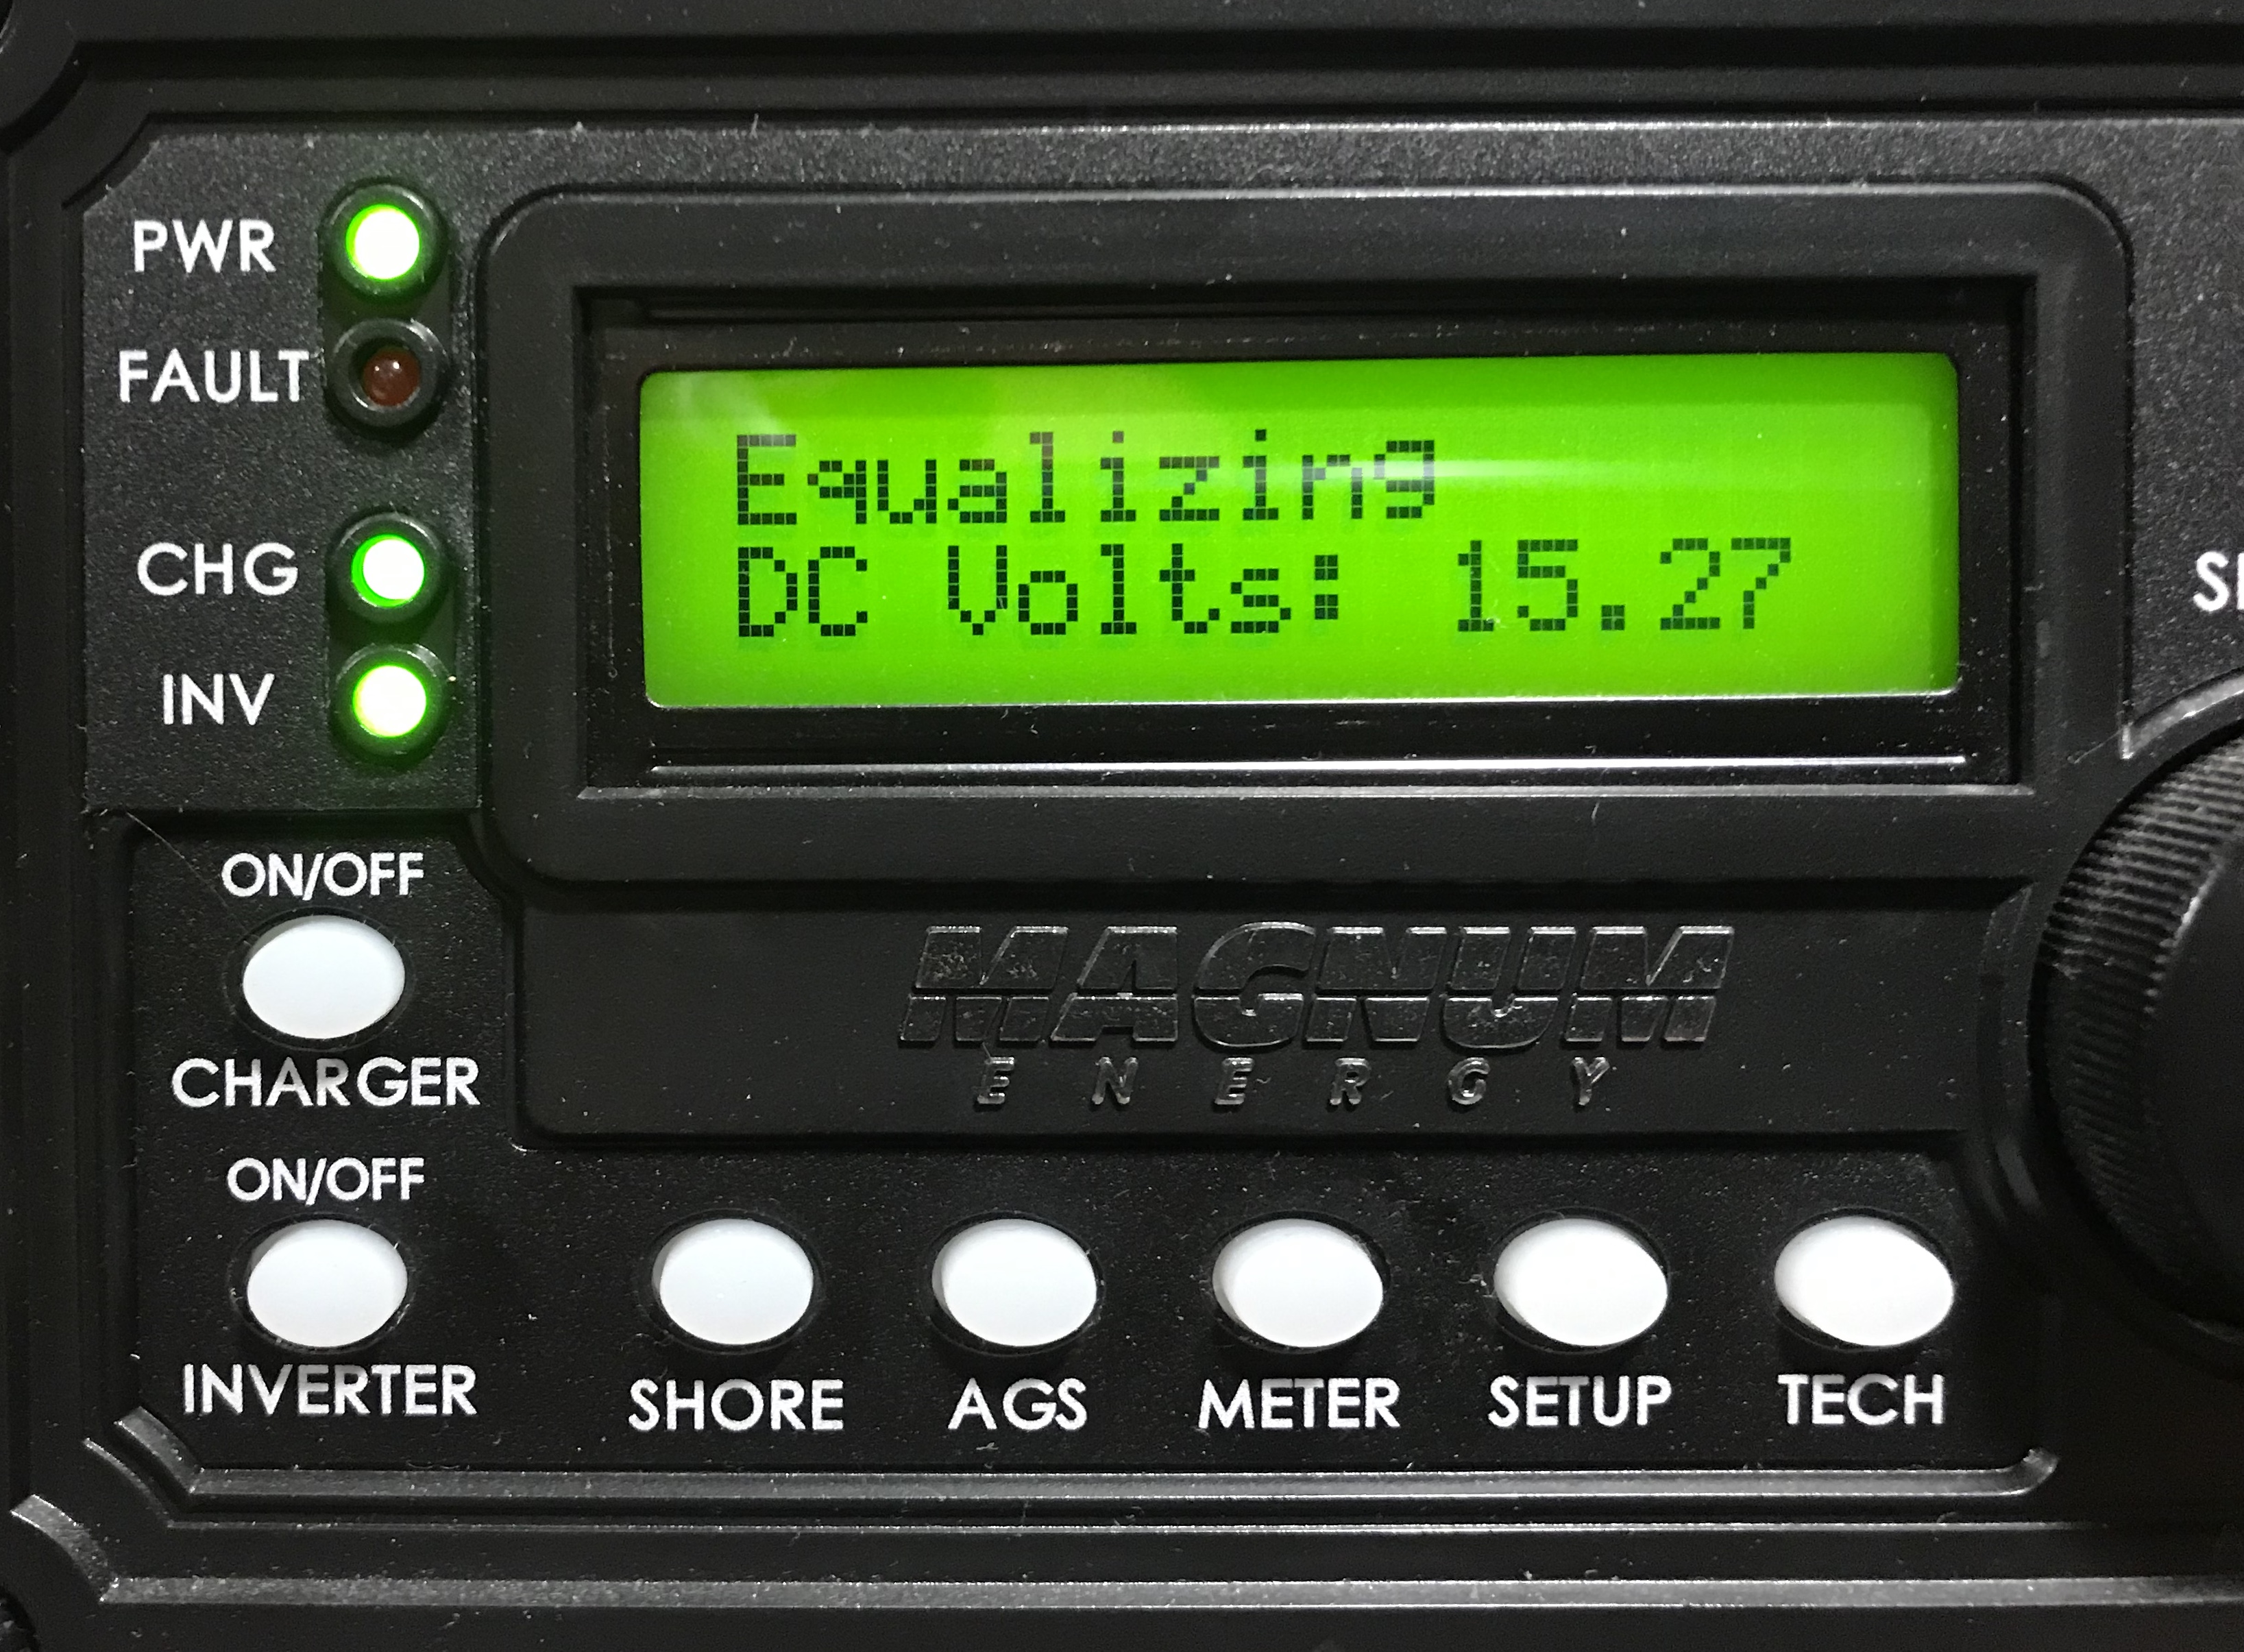 PWR
FAULT
CHG
INV
Equalizing
DC Volts: 15.27
ON/OFF
CHARGER
MAGNUM
ENERGY
ON/OFF
INVERTER
SHORE
AGS
METER
SETUP
TECH